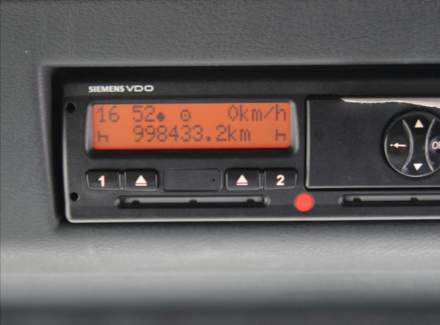 SIEMENS VDO
16 52 0km/h
h 998433.2km h
1 2